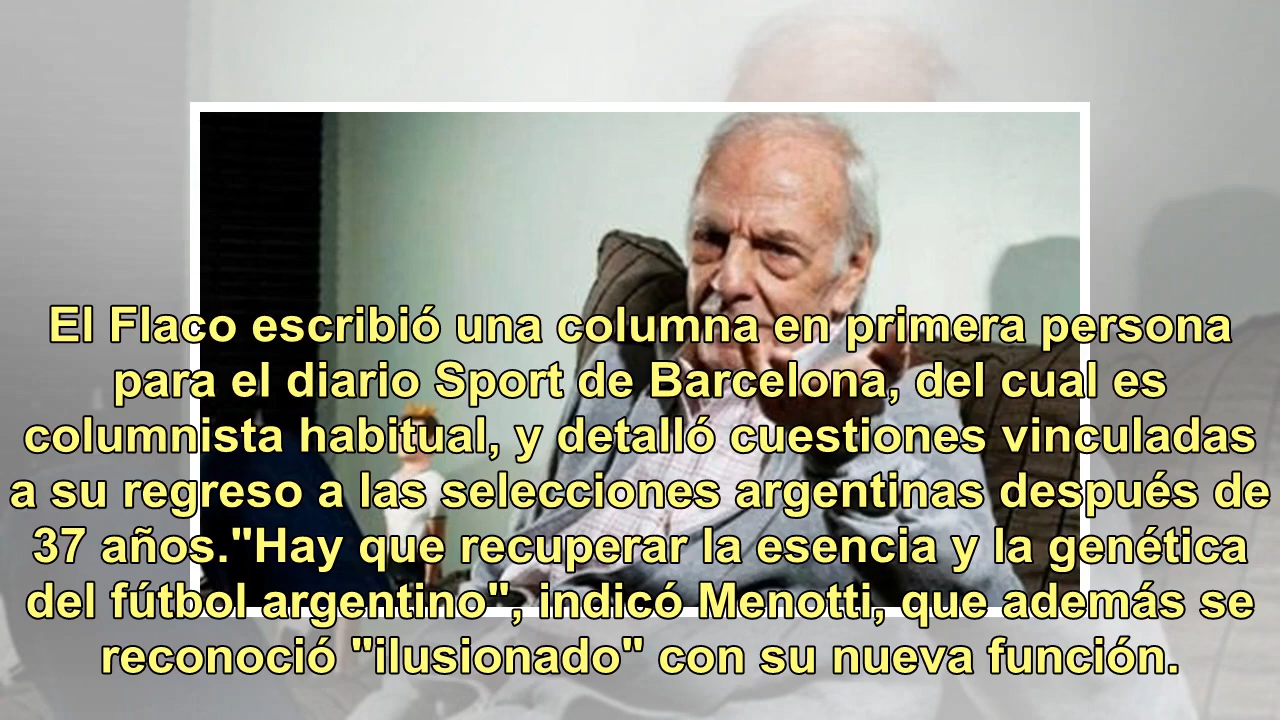 El Flaco escribió una columna en primera persona
para el diario Sport de Barcelona, del cual es
columnista habitual, y detalló cuestiones vinculadas
a su regreso a las selecciones argentinas después de
37 años."Hay que recuperar la esencia y la genética
del fútbol argentino", indicó Menotti, que además se
reconoció "ilusionado" con su nueva función.